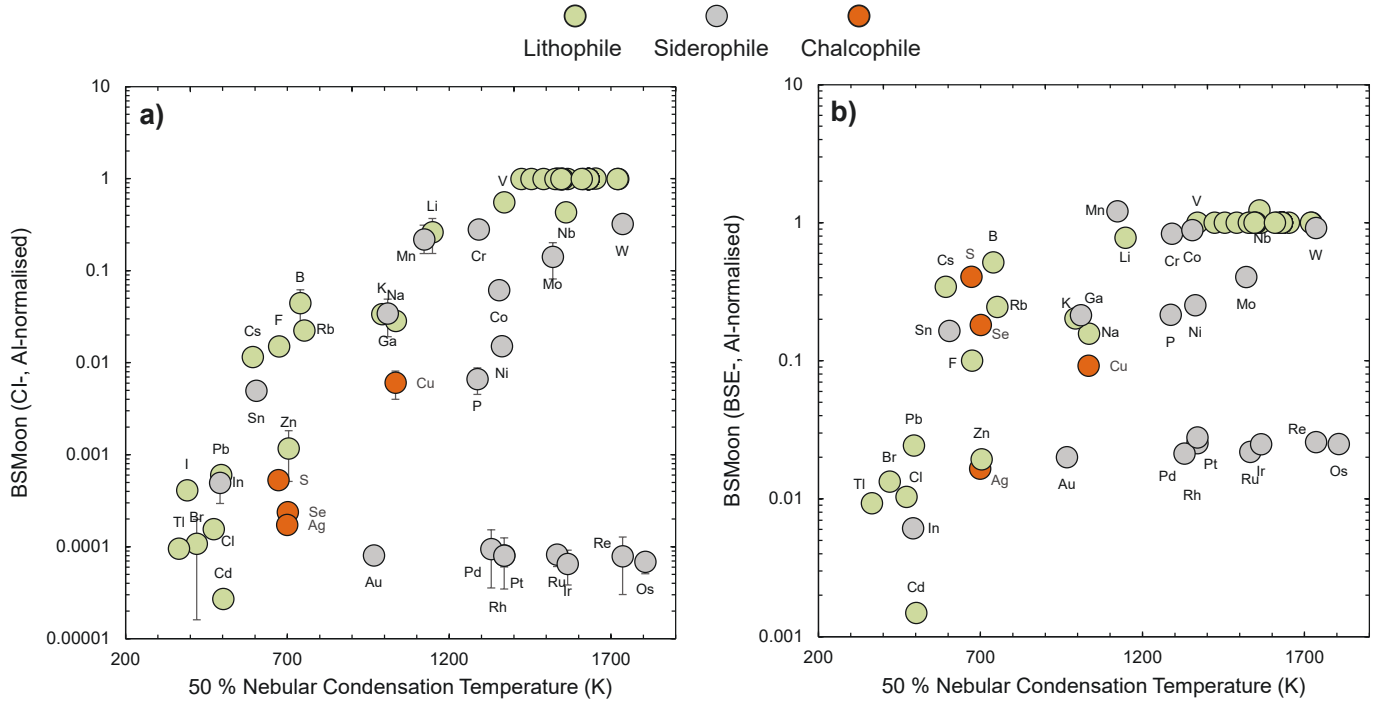 Lithophile Siderophile Chalcophile
a)
BSMoon (CI-, Al-normalised)
10
1
0.1
0.01
0.001
0.0001
0.00001
200 700 1200 1700
50 % Nebular Condensation Temperature (K)
V
Li
Nb
Mn
Cr
W
Mo
B
K
Na
Co
F
Ga
Cs
Rb
Ni
Cu
P
Sn
Zn
Pb
I
In
S
Se
Tl
Br
Ag
Cl
Re
Cd
Au
Pd
Pt
Ru
Ir
Os
Rh
b)
BSMoon (BSE-, Al-normalised)
10
1
0.1
0.01
0.001
200 700 1200 1700
50 % Nebular Condensation Temperature (K)
V
Mn
Nb
W
B
S
Li
Cr
Co
Cs
Mo
Ga
K
Rb
Sn
Se
Na
Ni
P
F
Cu
Pb
Zn
Re
Br
Cl
Ag
Tl
Au
Pd
Pt
Ru
Ir
Os
Rh
In
Cd